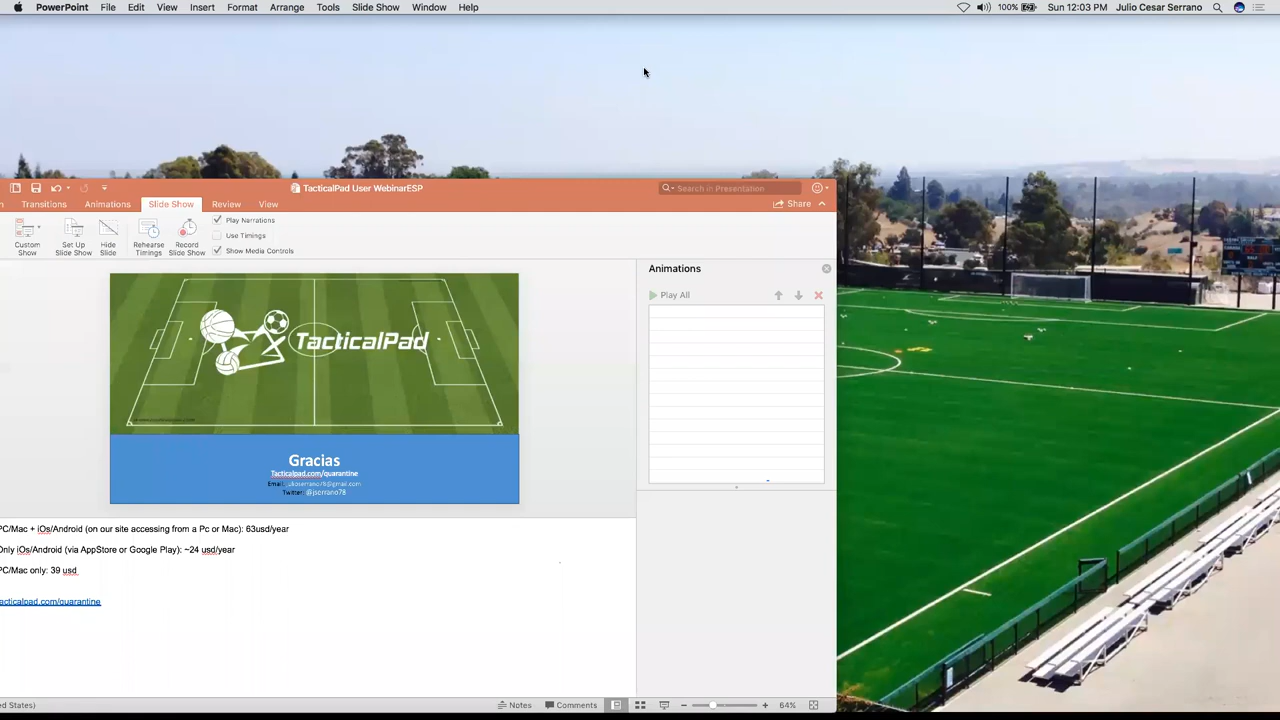 PowerPoint File Edit View Insert Format Arrange Tools Slide Show Window Help 100% Sun 12:03 PM Julio Cesar Serrano
TacticalPad User WebinarESP Search in Presentation
Transitions Animations Slide Show Review View Share
Custom Show
Set Up Slide Show
Hide Slide
Rehearse Timings
Record Slide Show
Play Narrations
Use Timings
Show Media Controls
Animations
Play All
TacticalPad
Gracias
Tacticalpad.com/quarantine
Email:
Twitter: @jserrano78
PC/Mac + iOs/Android (on our site accessing from a Pc or Mac): 63usd/year
Only iOs/Android (via AppStore or Google Play): ~24 usd/year
PC/Mac only: 39 usd
acticalpad.com/quarantine
ed States) Notes Comments 64%